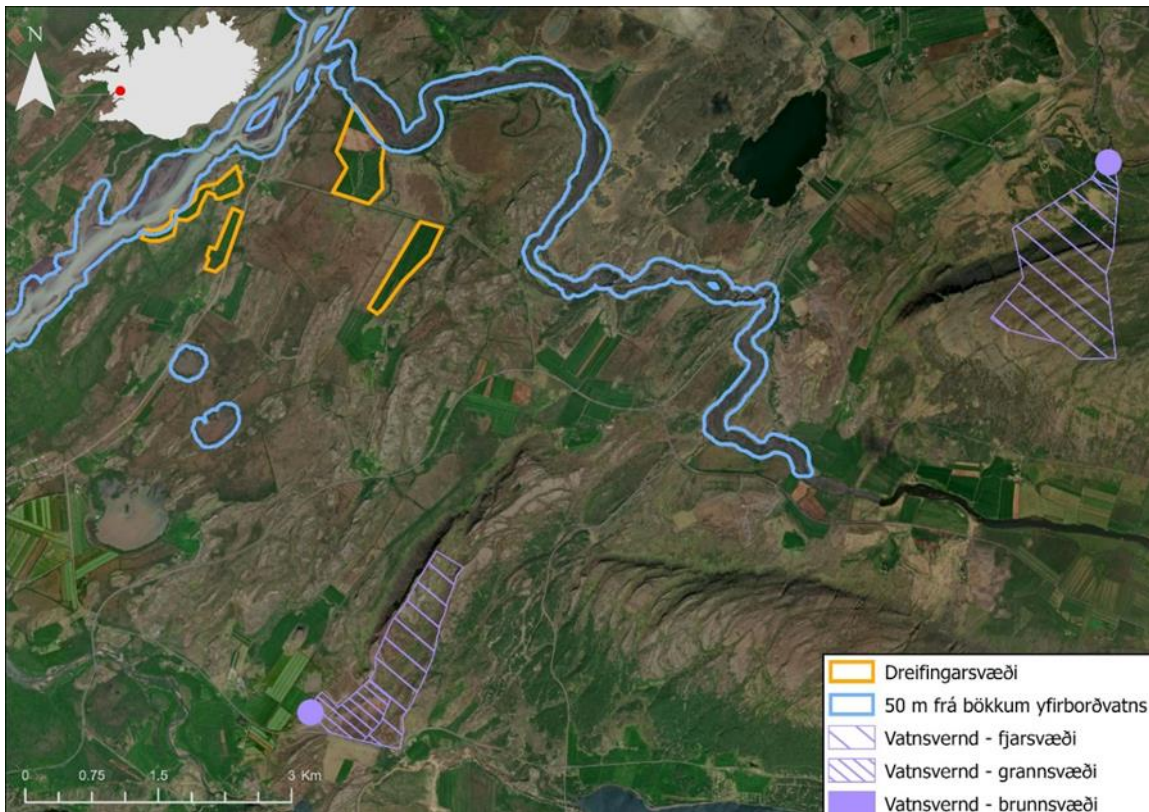 N
0 0.75 1.5 3 Km
Dreifingarsvæði
50 m frá bökkum yfirborðvatns
Vatnsvernd - fjarsvæði
Vatnsvernd - grannsvæði
Vatnsvernd - brunnsvæði